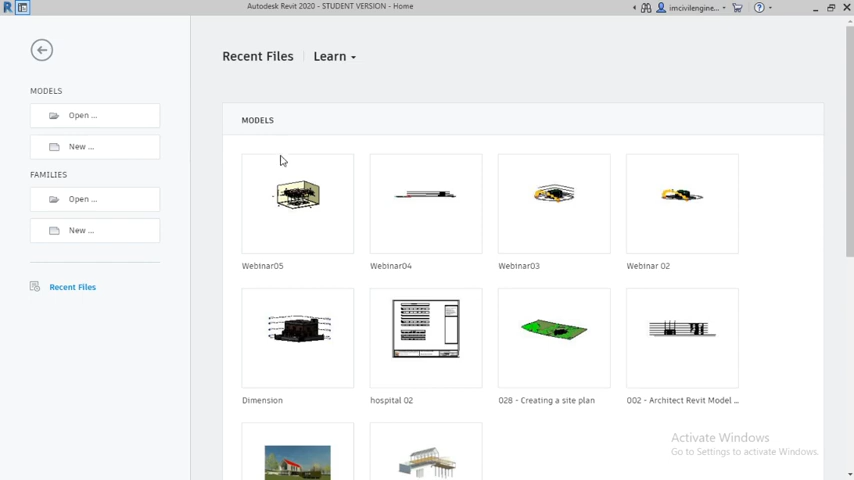 Autodesk Revit 2020 - STUDENT VERSION - Home
imcivilengine...
Recent Files
Learn
MODELS
Open ...
New ...
FAMILIES
Open ...
New ...
Recent Files
MODELS
Webinar05
Webinar04
Webinar03
Webinar 02
Dimension
hospital 02
028 - Creating a site plan
002 - Architect Revit Model ...
Activate Windows
Go to Settings to activate Windows.